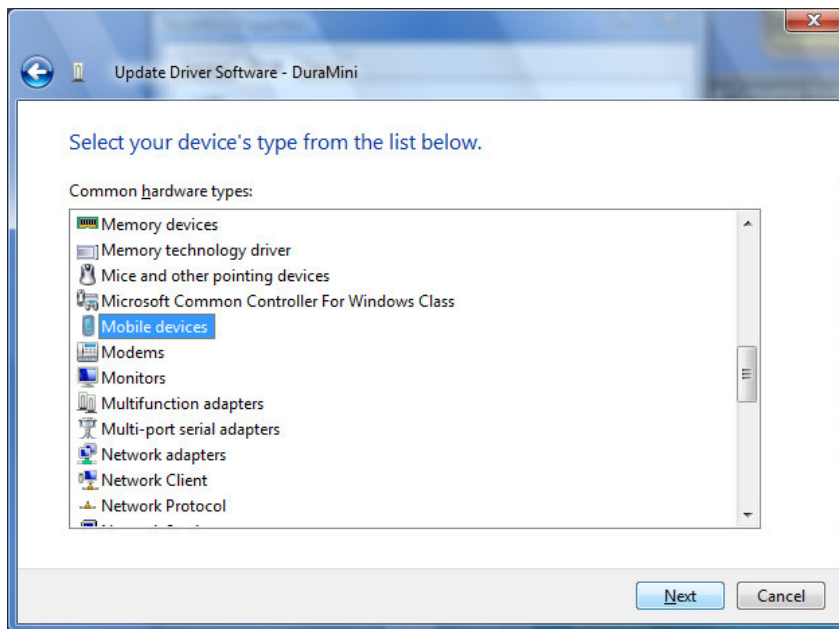 Update Driver Software - DuraMini
Select your device's type from the list below.
Common hardware types:
Memory devices
Memory technology driver
Mice and other pointing devices
Microsoft Common Controller For Windows Class
Mobile devices
Modems
Monitors
Multifunction adapters
Multi-port serial adapters
Network adapters
Network Client
Network Protocol
Next
Cancel